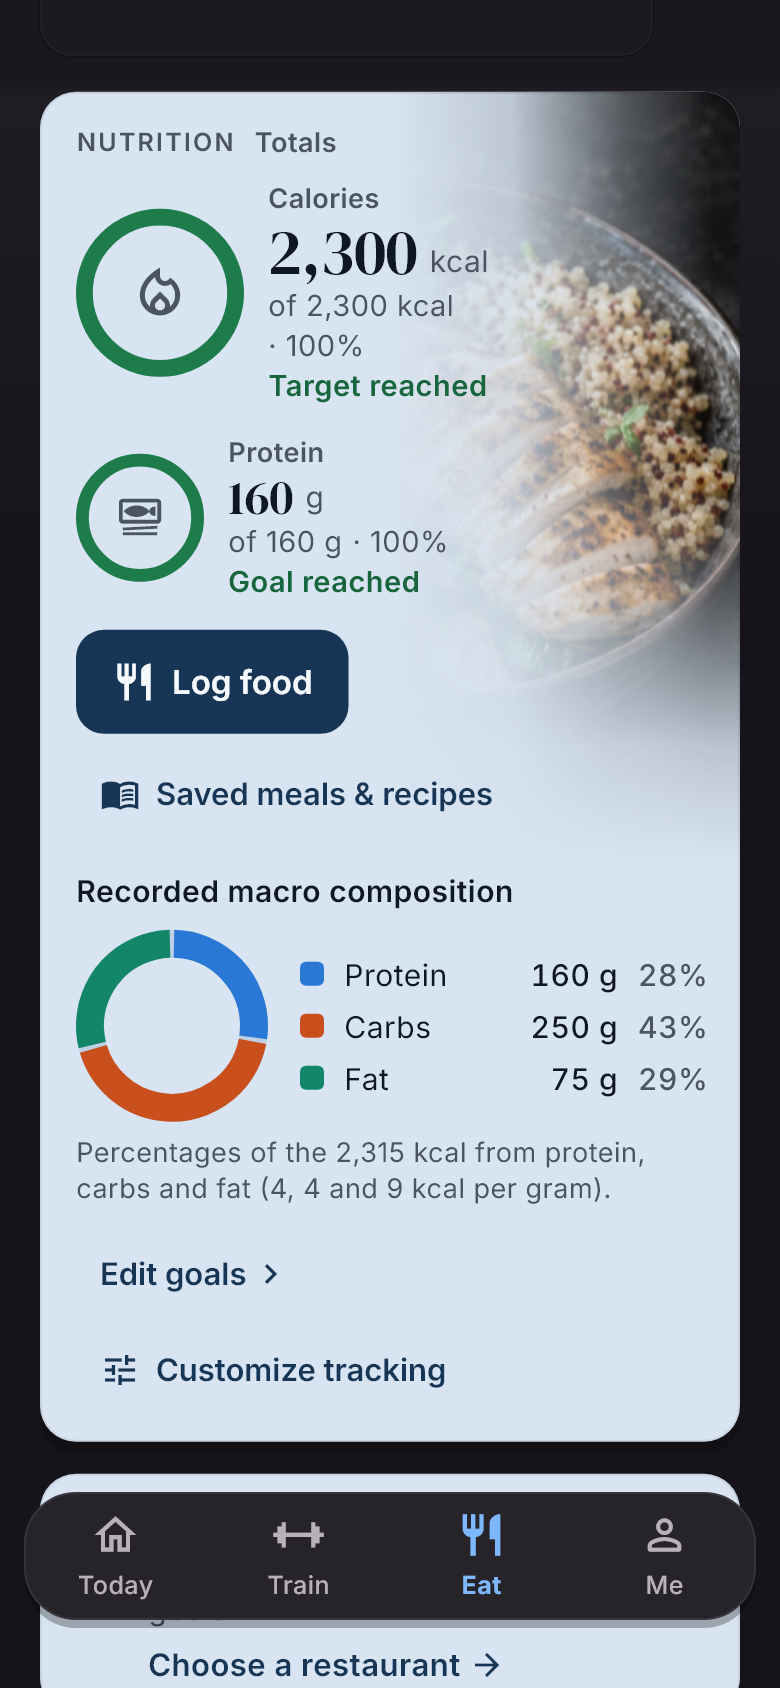 NUTRITION Totals
Calories
2,300 kcal
of 2,300 kcal
· 100%
Target reached
Protein
160 g
of 160 g · 100%
Goal reached
Log food
Saved meals & recipes
Recorded macro composition
Protein 160 g 28%
Carbs 250 g 43%
Fat 75 g 29%
Percentages of the 2,315 kcal from protein,
carbs and fat (4, 4 and 9 kcal per gram).
Edit goals >
Customize tracking
Today Train Eat Me
Choose a restaurant →